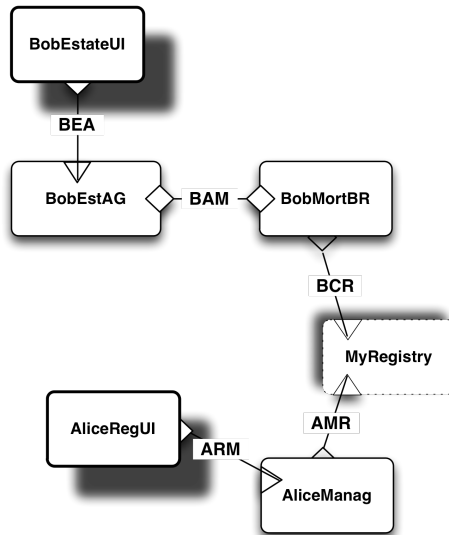 BobEstateUI
BEA
BobEstAG
BAM
BobMortBR
BCR
MyRegistry
AliceRegUI
ARM
AMR
AliceManag